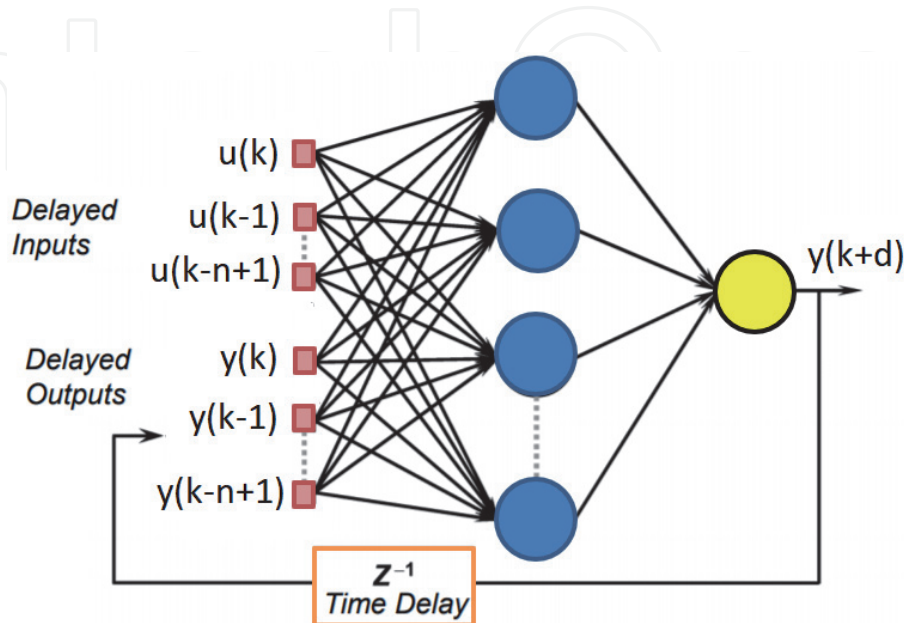 u(k)
Delayed
Inputs
u(k-1)
u(k-n+1)
y(k+d)
Delayed
Outputs
y(k)
y(k-1)
y(k-n+1)
Z⁻¹
Time Delay